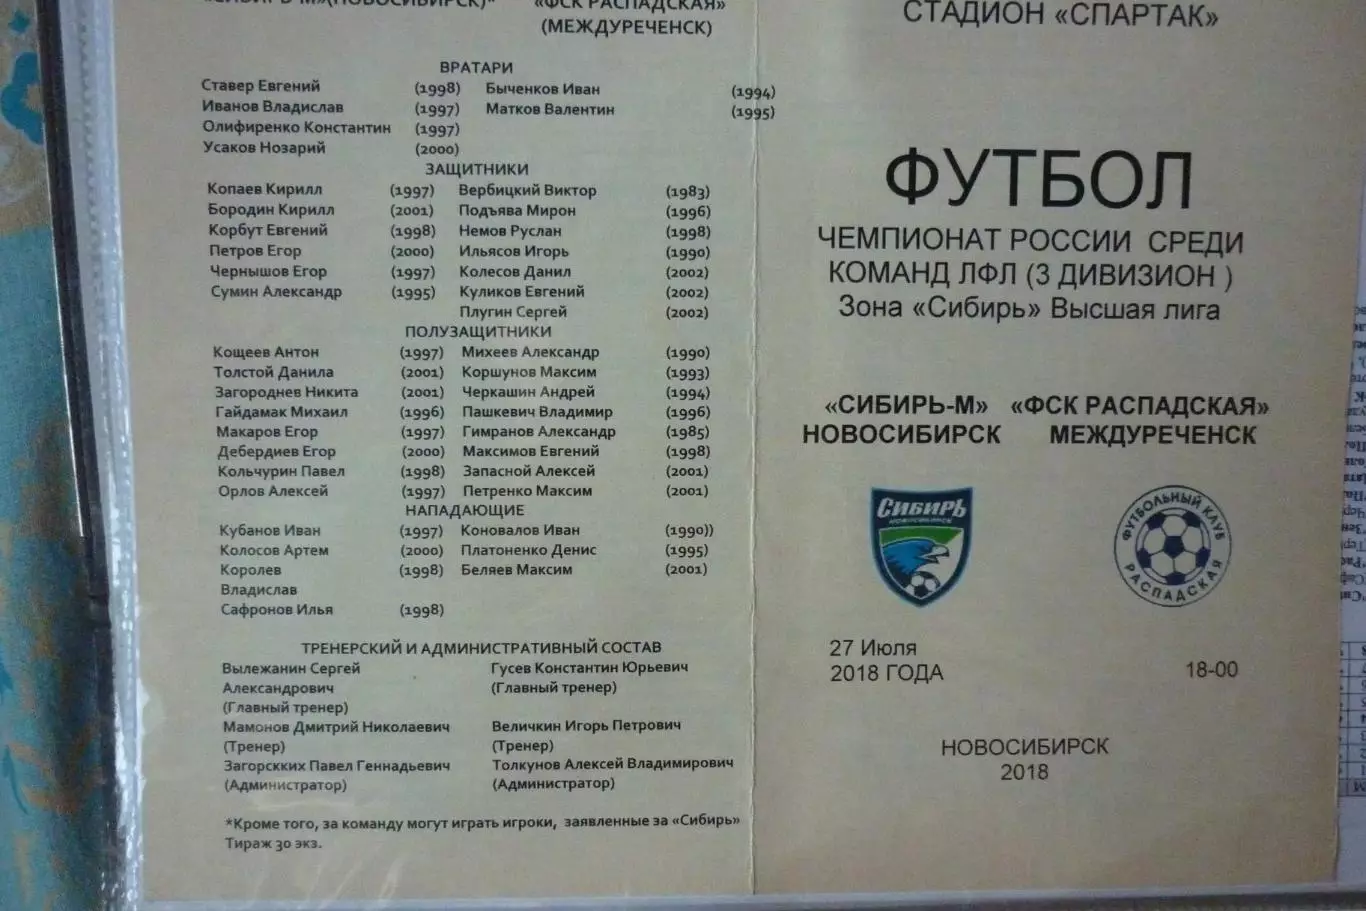 «СИБИРЬ-М»(НОВОСИБИРСК)* «ФСК РАСПАДСКАЯ»
(МЕЖДУРЕЧЕНСК)
ВРАТАРИ
Ставер Евгений (1998) Быченков Иван (1994)
Иванов Владислав (1997) Матков Валентин (1995)
Олифиренко Константин (1997)
Усаков Нозарий (2000)
ЗАЩИТНИКИ
Копаев Кирилл (1997) Вербицкий Виктор (1983)
Бородин Кирилл (2001) Подъява Мирон (1996)
Корбут Евгений (1998) Немов Руслан (1998)
Петров Егор (2000) Ильясов Игорь (1990)
Чернышов Егор (1997) Колесов Данил (2002)
Сумин Александр (1995) Куликов Евгений (2002)
Плугин Сергей (2002)
ПОЛУЗАЩИТНИКИ
Кощеев Антон (1997) Михеев Александр (1990)
Толстой Данила (2001) Коршунов Максим (1993)
Загороднев Никита (2001) Черкашин Андрей (1994)
Гайдамак Михаил (1996) Пашкевич Владимир (1996)
Макаров Егор (1997) Гимранов Александр (1985)
Дебердиев Егор (2000) Максимов Евгений (1998)
Кольчурин Павел (1998) Запасной Алексей (2001)
Орлов Алексей (1997) Петренко Максим (2001)
НАПАДАЮЩИЕ
Кубанов Иван (1997) Коновалов Иван (1990))
Колосов Артем (2000) Платоненко Денис (1995)
Королев (1998) Беляев Максим (2001)
Владислав
Сафронов Илья (1998)
ТРЕНЕРСКИЙ И АДМИНИСТРАТИВНЫЙ СОСТАВ
Вылежанин Сергей Гусев Константин Юрьевич
Александрович (Главный тренер)
(Главный тренер)
Мамонов Дмитрий Николаевич Величкин Игорь Петрович
(Тренер) (Тренер)
Загорскких Павел Геннадьевич Толкунов Алексей Владимирович
(Администратор) (Администратор)
*Кроме того, за команду могут играть игроки, заявленные за «Сибирь»
Тираж 30 экз.
СТАДИОН «СПАРТАК»
ФУТБОЛ
ЧЕМПИОНАТ РОССИИ СРЕДИ
КОМАНД ЛФЛ (3 ДИВИЗИОН )
Зона «Сибирь» Высшая лига
«СИБИРЬ-М» «ФСК РАСПАДСКАЯ»
НОВОСИБИРСК МЕЖДУРЕЧЕНСК
СИБИРЬ
НОВОСИБИРСК
ФУТБОЛЬНЫЙ КЛУБ
РАСПАДСКАЯ
27 Июля
2018 ГОДА 18-00
НОВОСИБИРСК
2018